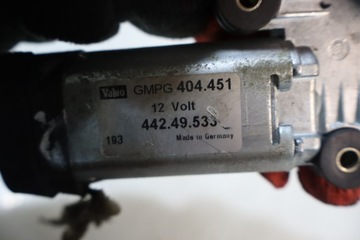 Valeo GMPG 404.451
12 Volt
442.49.533
193 Made in Germany